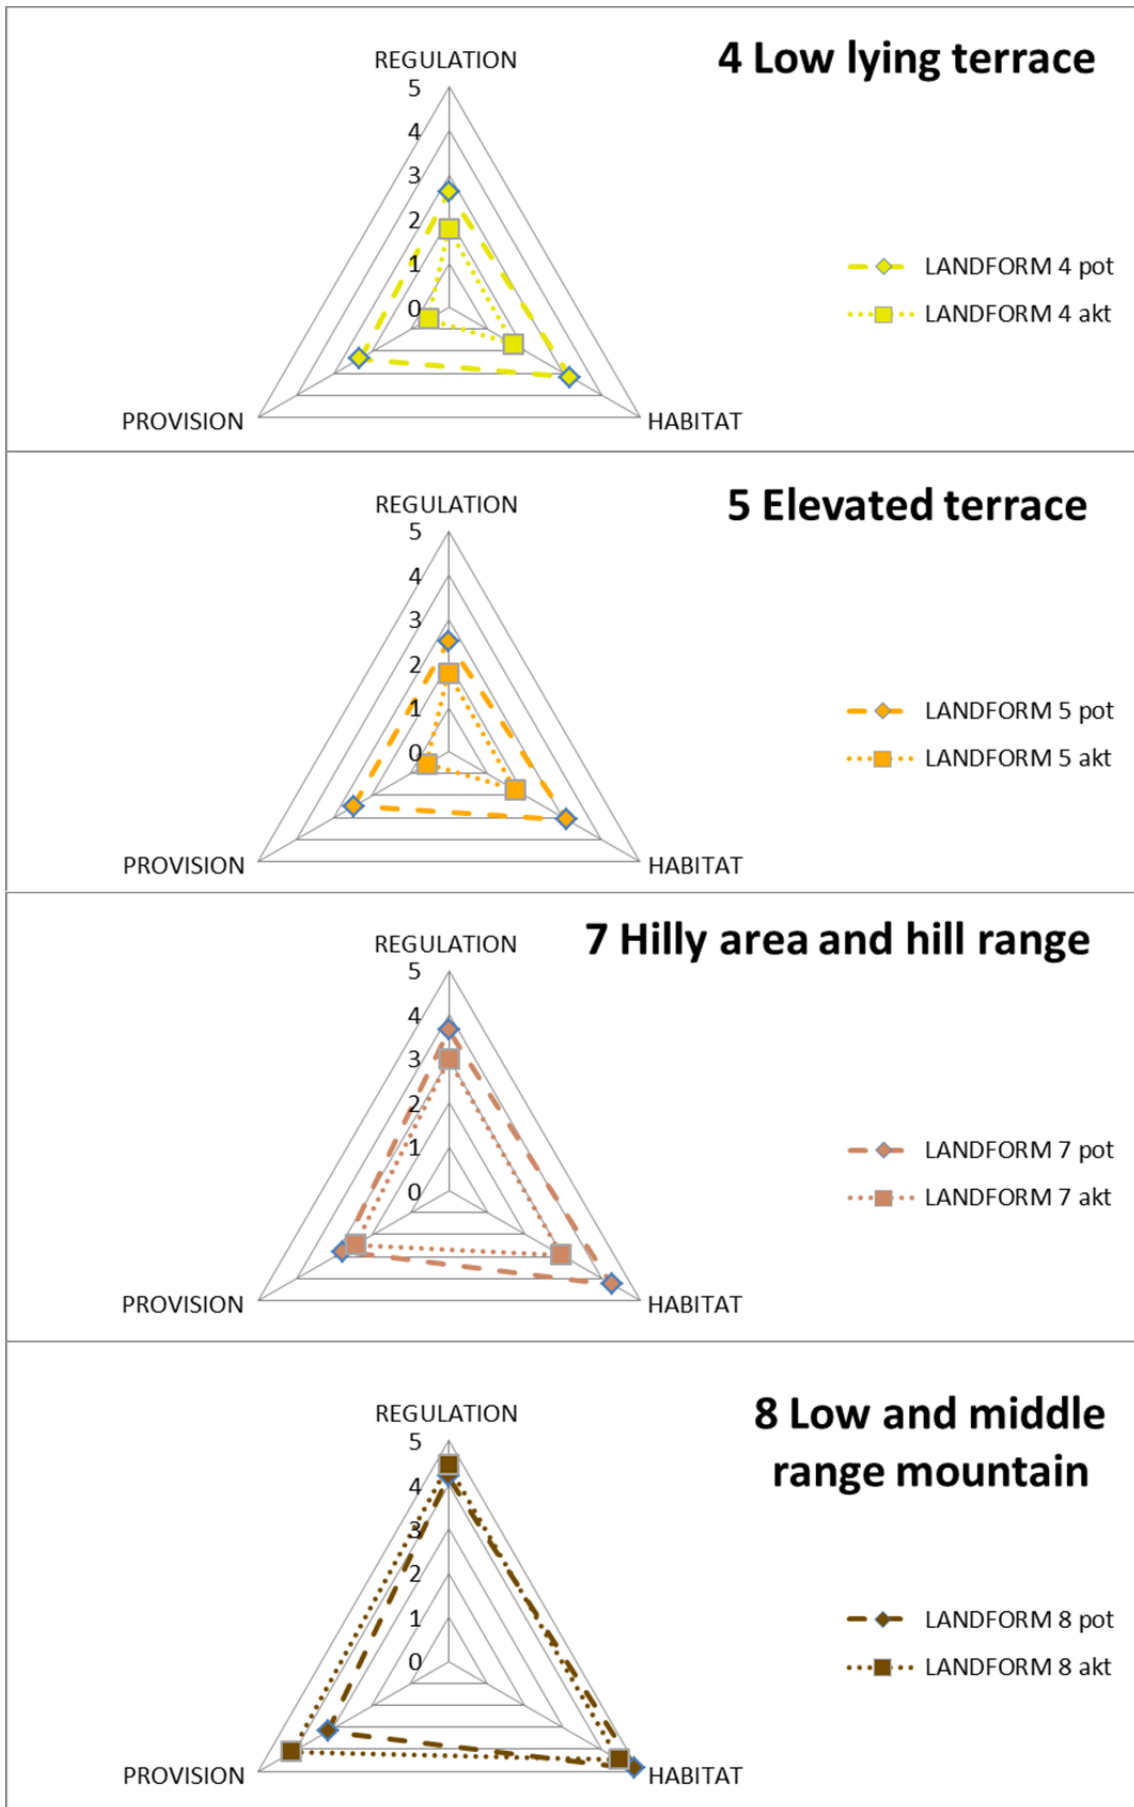 4 Low lying terrace
REGULATION
5
4
3
2
1
0
PROVISION
HABITAT
LANDFORM 4 pot
LANDFORM 4 akt
5 Elevated terrace
REGULATION
5
4
3
2
1
0
PROVISION
HABITAT
LANDFORM 5 pot
LANDFORM 5 akt
7 Hilly area and hill range
REGULATION
5
4
3
2
1
0
PROVISION
HABITAT
LANDFORM 7 pot
LANDFORM 7 akt
8 Low and middle
range mountain
REGULATION
5
4
3
2
1
0
PROVISION
HABITAT
LANDFORM 8 pot
LANDFORM 8 akt